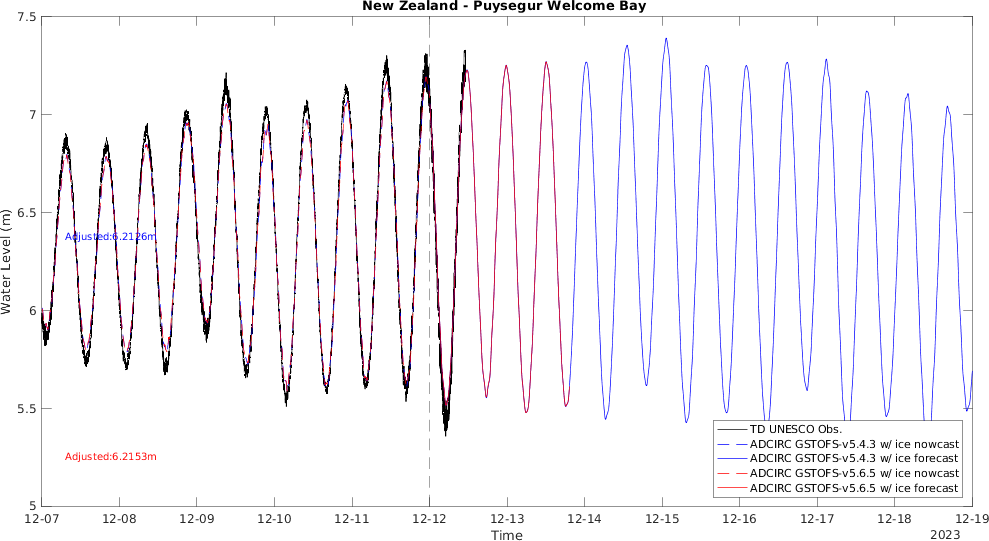 New Zealand - Puysegur Welcome Bay
7.5
7
6.5
6
5.5
5
Water Level (m)
Adjusted:6.2126m
Adjusted:6.2153m
TD UNESCO Obs.
ADCIRC GSTOFS-v5.4.3 w/ ice nowcast
ADCIRC GSTOFS-v5.4.3 w/ ice forecast
ADCIRC GSTOFS-v5.6.5 w/ ice nowcast
ADCIRC GSTOFS-v5.6.5 w/ ice forecast
12-07 12-08 12-09 12-10 12-11 12-12 12-13 12-14 12-15 12-16 12-17 12-18 12-19
Time
2023